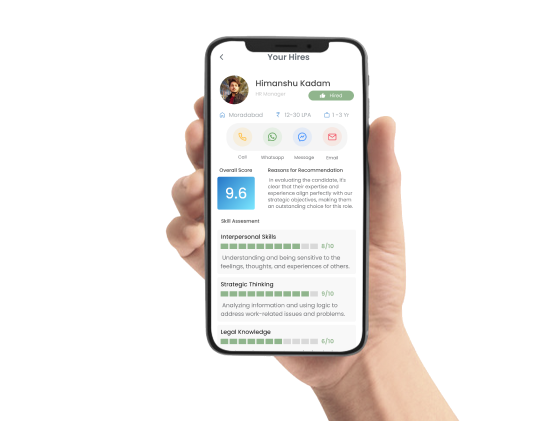 Your Hires
Himanshu Kadam
HR Manager
Hired
Moradabad
12-30 LPA
1-3 Yr
Call
Whatsapp
Message
Email
Overall Score
Reasons for Recommendation
9.6
In evaluating the candidate, it's
clear that their expertise and
experience align perfectly with our
strategic objectives, making them
an outstanding choice for this role.
Skill Assesment
Interpersonal Skills
8/10
Understanding and being sensitive to the
feelings, thoughts, and experiences of others.
Strategic Thinking
9/10
Analyzing information and using logic to
address work-related issues and problems.
Legal Knowledge
6/10